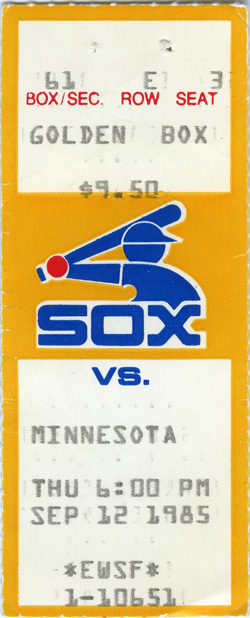 61 E 3
BOX/SEC. ROW SEAT
GOLDEN BOX
$9.50
SOX
VS.
MINNESOTA
THU 6:00 PM
SEP 12 1985
*EWSF*
1-10651